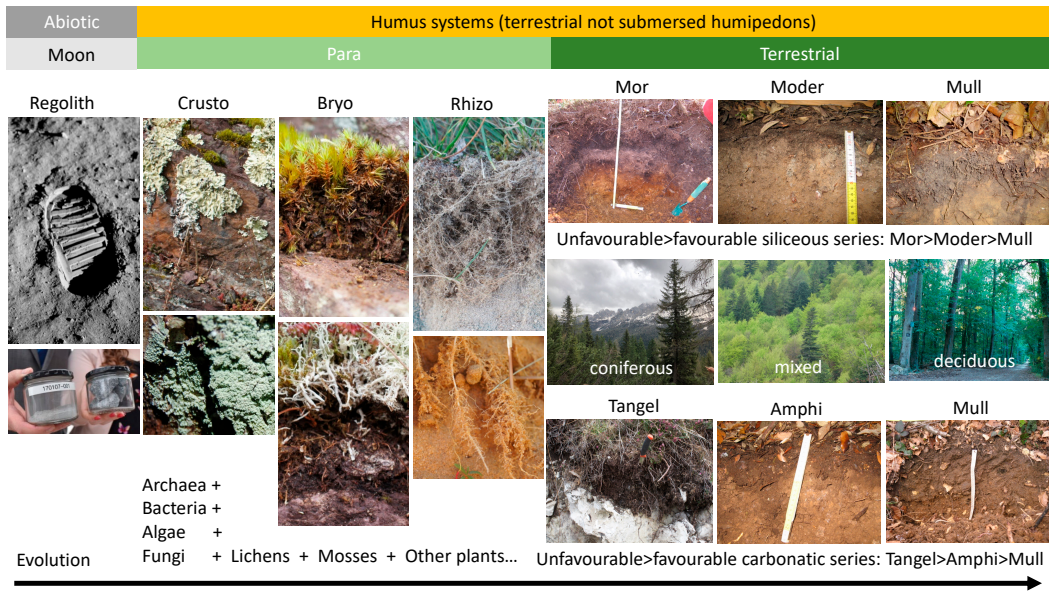 Abiotic
Humus systems (terrestrial not submersed humipedons)
Moon
Para
Terrestrial
Regolith
Crusto
Bryo
Rhizo
Mor
Moder
Mull
Unfavourable>favourable siliceous series: Mor>Moder>Mull
coniferous
mixed
deciduous
170107-011
Tangel
Amphi
Mull
Archaea +
Bacteria +
Algae +
Fungi + Lichens + Mosses + Other plants…
Evolution
Unfavourable>favourable carbonatic series: Tangel>Amphi>Mull